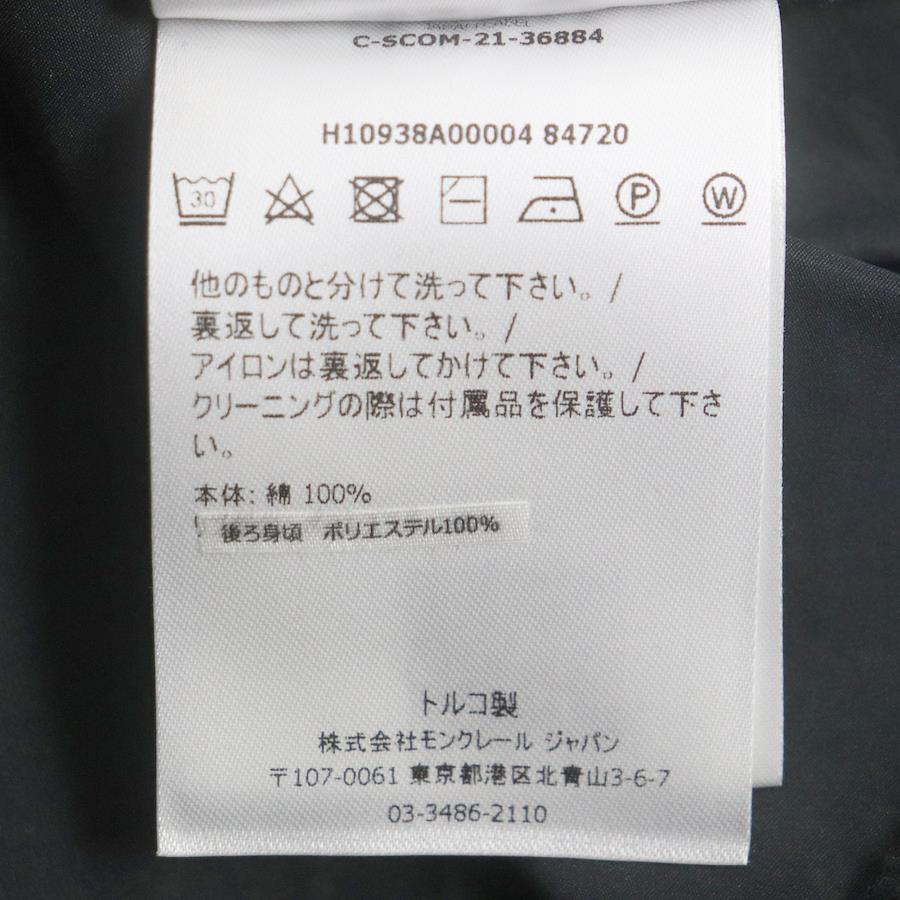 C-SCOM-21-36884
H10938A00004 84720
30
P
W
他のものと分けて洗って下さい。/
裏返して洗って下さい。/
アイロンは裏返してかけて下さい。/
クリーニングの際は付属品を保護して下さ
い。
本体: 綿 100%
後ろ身頃 ポリエステル100%
トルコ製
株式会社モンクレール ジャパン
〒107-0061 東京都港区北青山3-6-7
03-3486-2110